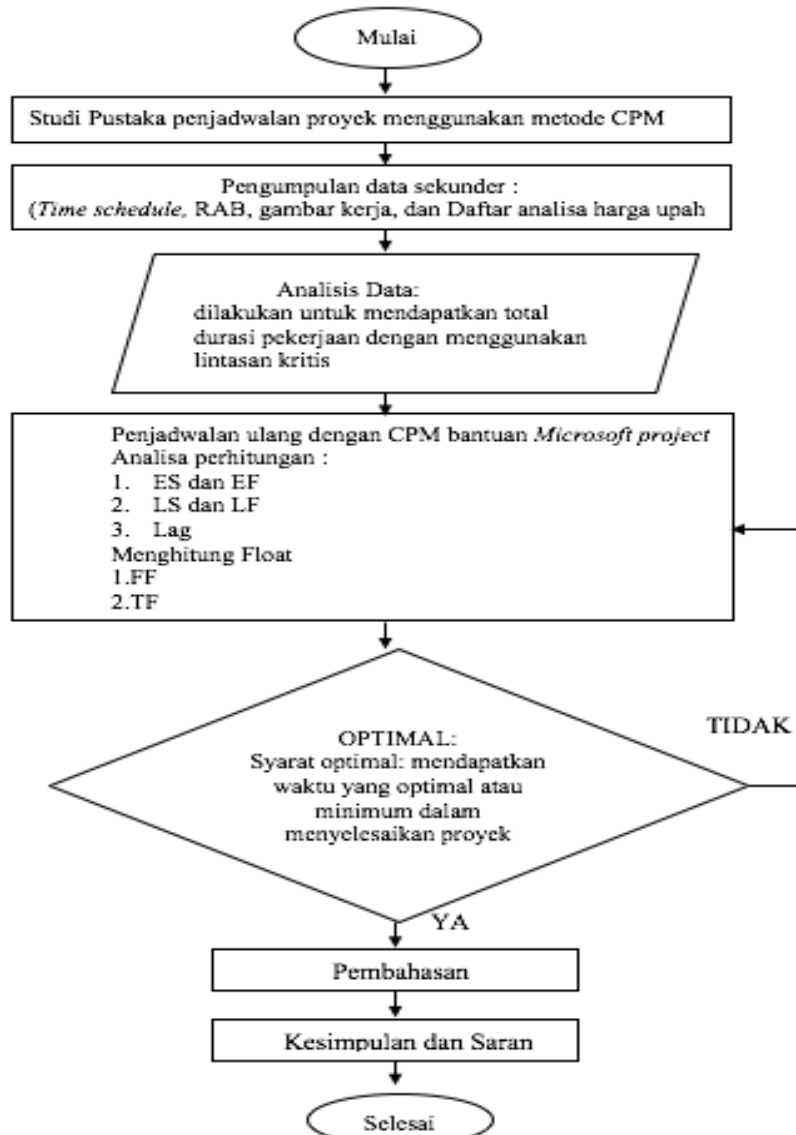 Mulai
Studi Pustaka penjadwalan proyek menggunakan metode CPM
Pengumpulan data sekunder :
(Time schedule, RAB, gambar kerja, dan Daftar analisa harga upah
Analisis Data:
dilakukan untuk mendapatkan total
durasi pekerjaan dengan menggunakan
lintasan kritis
Penjadwalan ulang dengan CPM bantuan Microsoft project
Analisa perhitungan :
1. ES dan EF
2. LS dan LF
3. Lag
Menghitung Float
1.FF
2.TF
OPTIMAL:
Syarat optimal: mendapatkan
waktu yang optimal atau
minimum dalam
menyelesaikan proyek
TIDAK
YA
Pembahasan
Kesimpulan dan Saran
Selesai